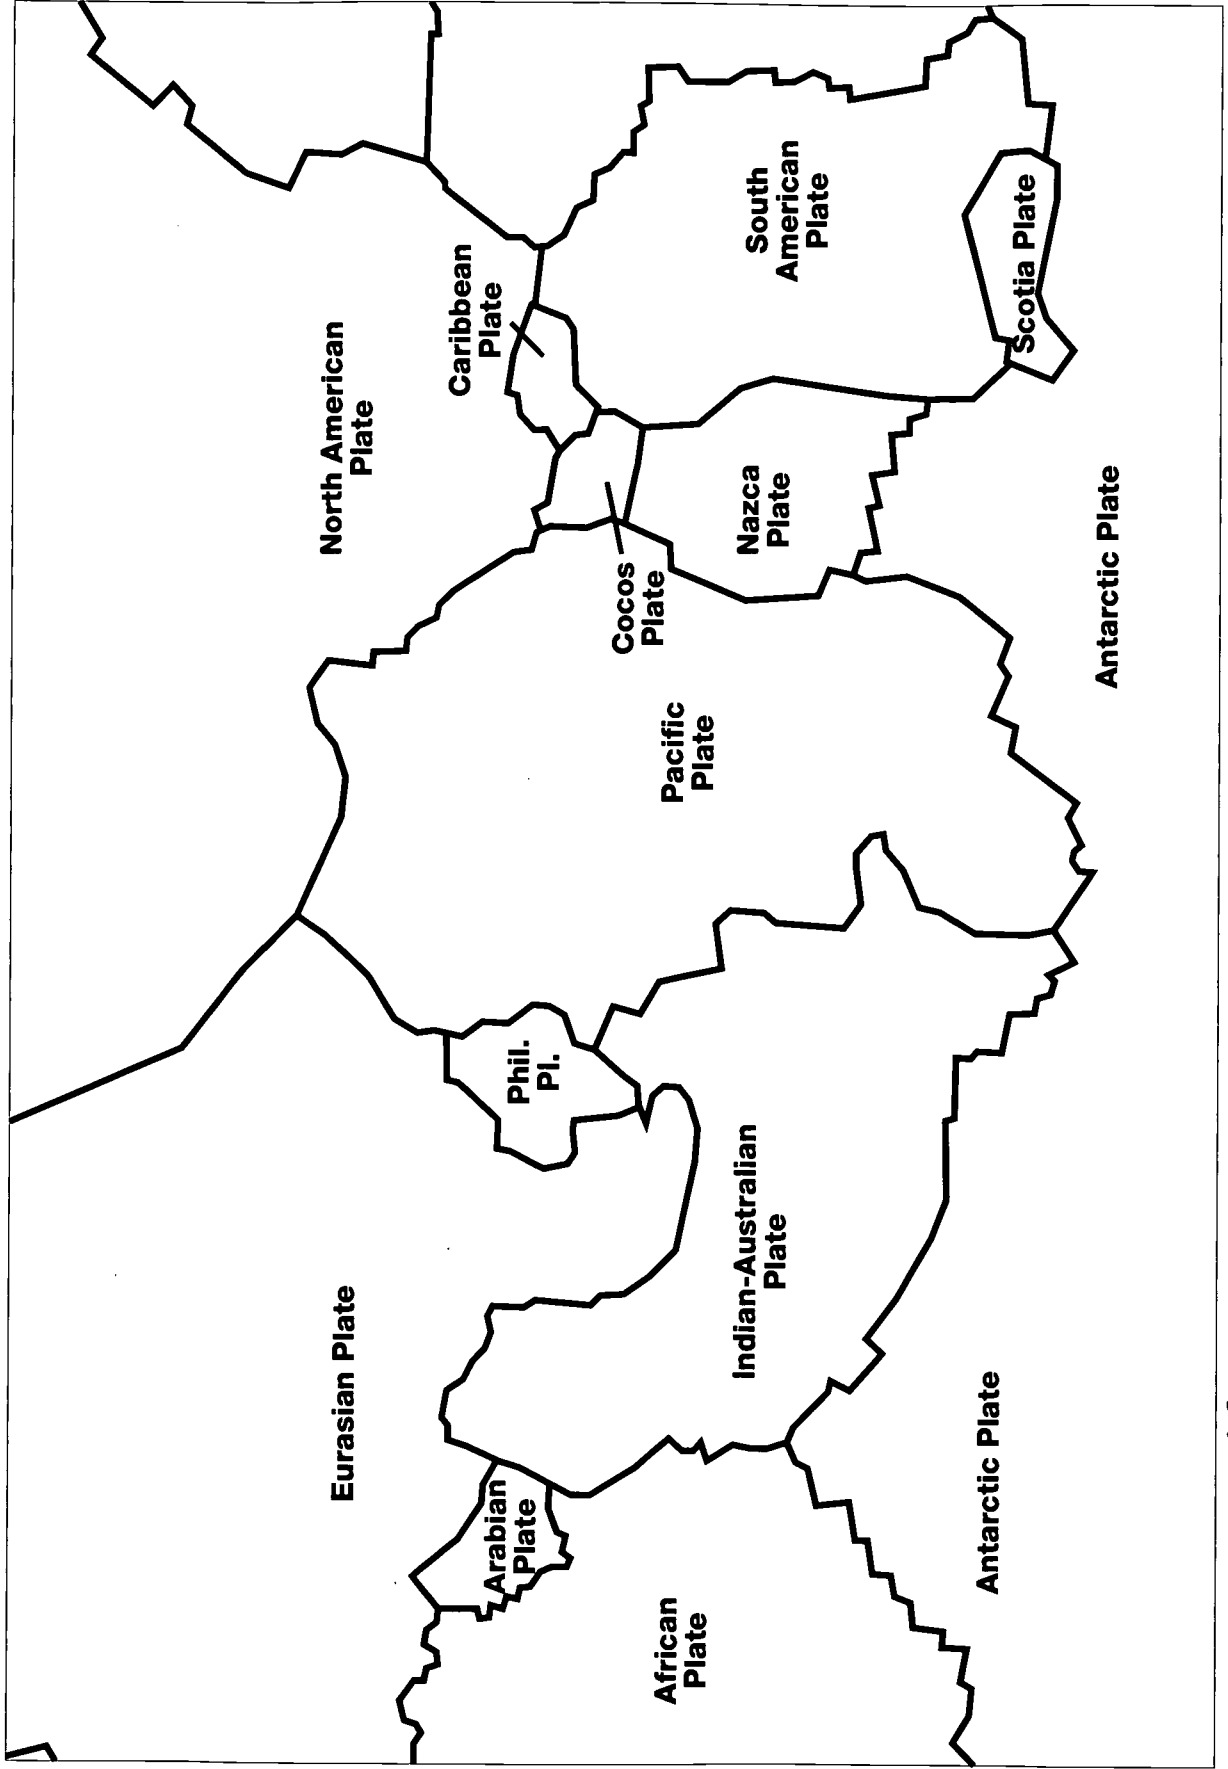 North American
Plate
Eurasian Plate
Caribbean
Plate
Arabian
Plate
Phil.
Pl.
Cocos
Plate
Pacific
Plate
African
Plate
Indian-Australian
Plate
Nazca
Plate
South
American
Plate
Antarctic Plate
Antarctic Plate
Scotia Plate